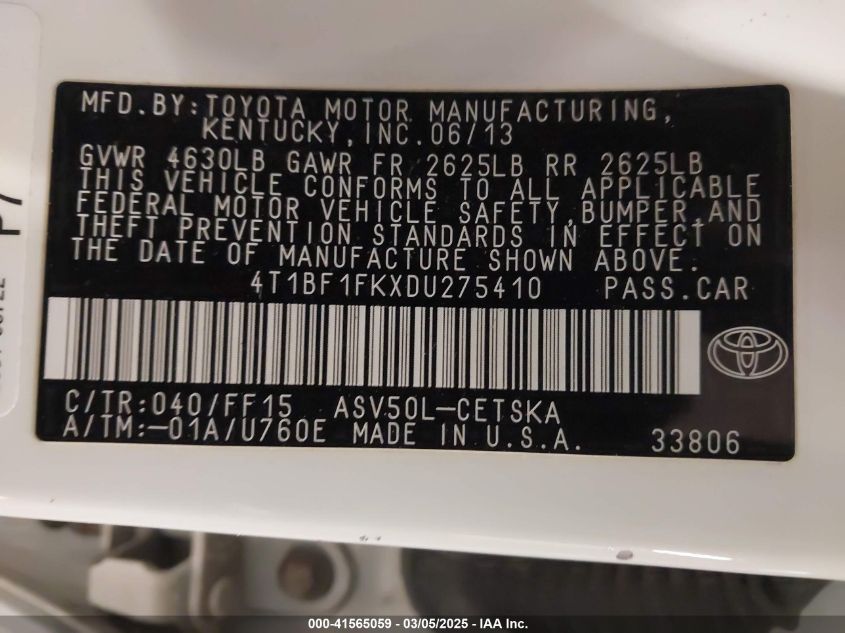 MFD.BY:TOYOTA MOTOR MANUFACTURING,
KENTUCKY,INC.06/13
GVWR 4630LB GAWR FR 2625LB RR 2625LB
THIS VEHICLE CONFORMS TO ALL APPLICABLE
FEDERAL MOTOR VEHICLE SAFETY,BUMPER,AND
THEFT PREVENTION STANDARDS IN EFFECT ON
THE DATE OF MANUFACTURE SHOWN ABOVE.
4T1BF1FKXDU275410 PASS.CAR
C/TR:040/FF15 ASV50L-CETSKA
A/TM:-01A/U760E MADE IN U.S.A. 33806
000-41565059 - 03/05/2025 - IAA Inc.